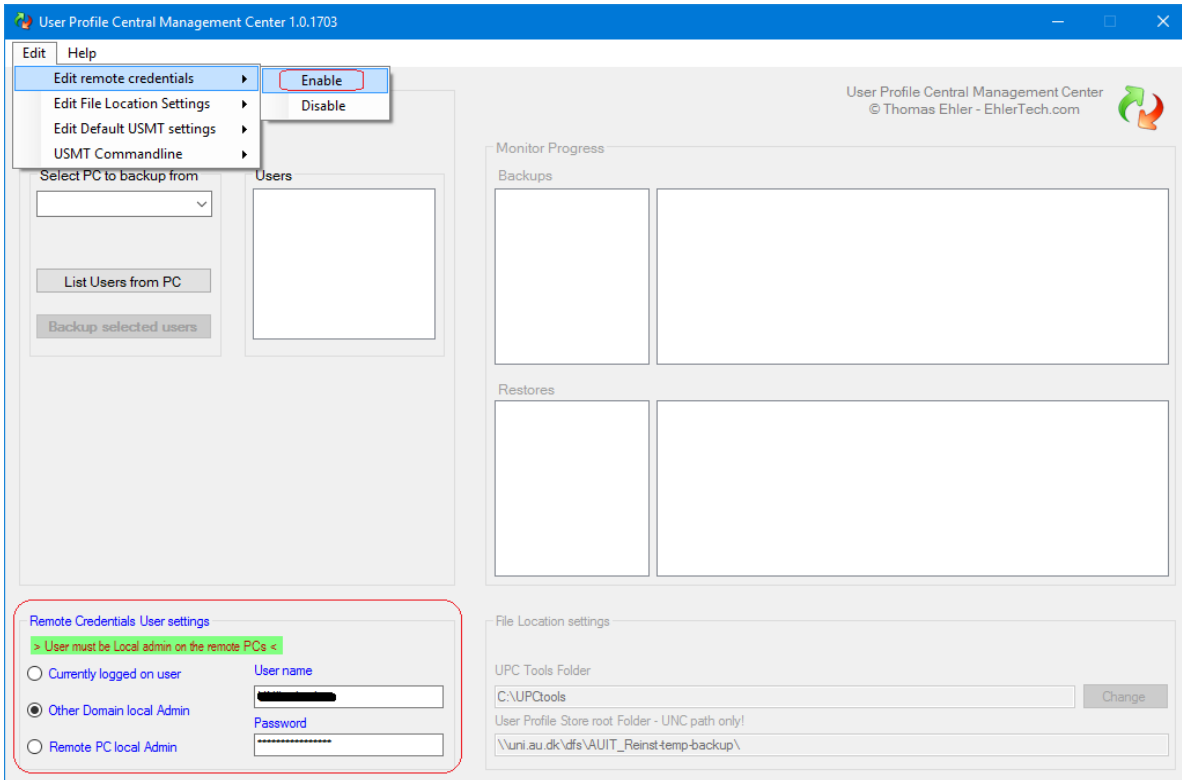 User Profile Central Management Center 1.0.1703
Edit Help
Edit remote credentials
Enable
Edit File Location Settings
Disable
Edit Default USMT settings
USMT Commandline
User Profile Central Management Center
© Thomas Ehler - EhlerTech.com
Select PC to backup from
Users
List Users from PC
Backup selected users
Monitor Progress
Backups
Restores
Remote Credentials User settings
> User must be Local admin on the remote PCs <
Currently logged on user
User name
Other Domain local Admin
Password
Remote PC local Admin
****************
File Location settings
UPC Tools Folder
C:\UPCtools
Change
User Profile Store root Folder - UNC path only!
\\uni.au.dk\dfs\AUIT_Reinst-temp-backup\